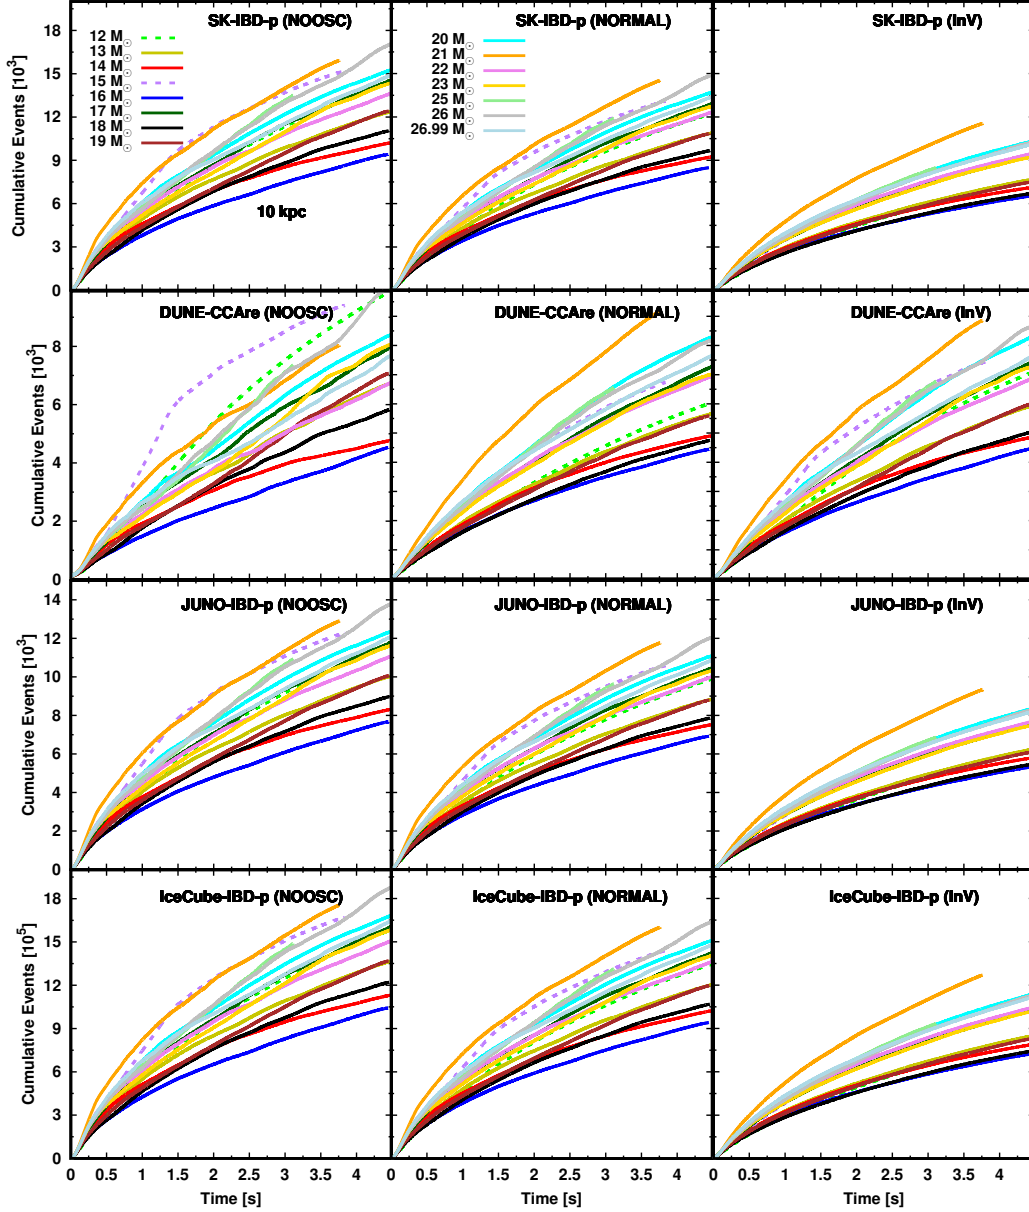 SK-IBD-p (NOOSC)
SK-IBD-p (NORMAL)
SK-IBD-p (InV)
Cumulative Events [10³]
18
15
12
9
6
3
0
12 M☉
13 M☉
14 M☉
15 M☉
16 M☉
17 M☉
18 M☉
19 M☉
20 M☉
21 M☉
22 M☉
23 M☉
25 M☉
26 M☉
26.99 M☉
10 kpc
DUNE-CCAre (NOOSC)
DUNE-CCAre (NORMAL)
DUNE-CCAre (InV)
Cumulative Events [10³]
8
6
4
2
0
JUNO-IBD-p (NOOSC)
JUNO-IBD-p (NORMAL)
JUNO-IBD-p (InV)
Cumulative Events [10³]
14
12
10
8
6
4
2
0
IceCube-IBD-p (NOOSC)
IceCube-IBD-p (NORMAL)
IceCube-IBD-p (InV)
Cumulative Events [10⁵]
18
15
12
9
6
3
0
0 0.5 1 1.5 2 2.5 3 3.5 4
0 0.5 1 1.5 2 2.5 3 3.5 4
0 0.5 1 1.5 2 2.5 3 3.5 4
Time [s]
Time [s]
Time [s]